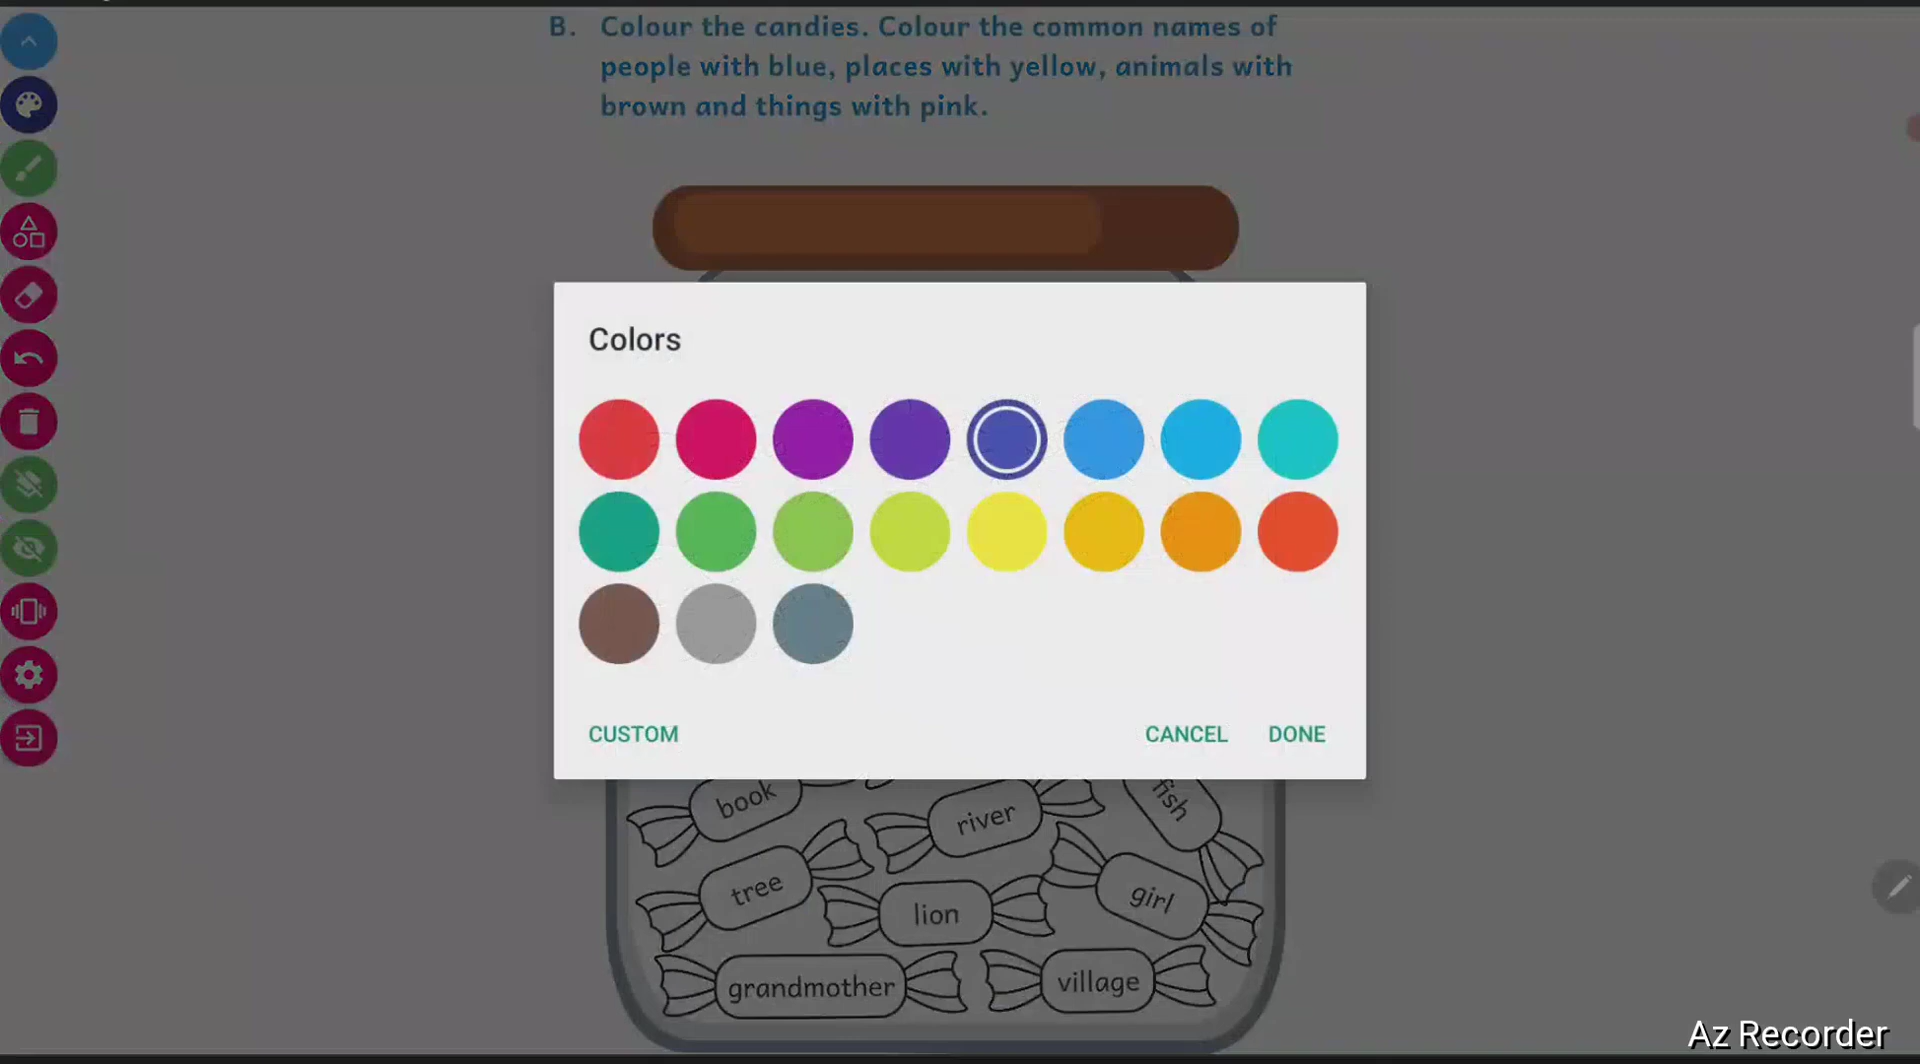 B. Colour the candies. Colour the common names of
people with blue, places with yellow, animals with
brown and things with pink.
Colors
CUSTOM CANCEL DONE
book
river
fish
tree
lion
girl
grandmother
village
Az Recorder